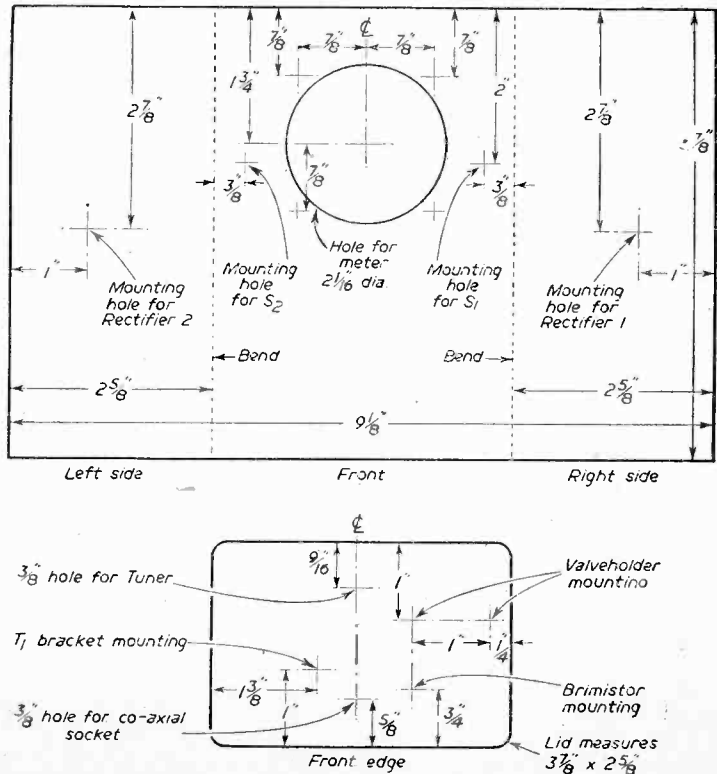 ℄
7/8"
7/8"
7/8"
7/8"
1 3/4"
2"
2 7/8"
2 7/8"
7/8"
7/8"
3/8"
3/8"
Hole for
meter
2 1/16" dia.
Mounting
hole
for S2
Mounting
hole
for S1
1"
1"
Mounting
hole for
Rectifier 2
Mounting
hole for
Rectifier 1
Bend
Bend
2 5/8"
2 5/8"
9 1/8"
Left side
Front
Right side
℄
3/8" hole for Tuner
9/16"
1"
Valveholder
mounting
T1 bracket mounting
1"
1/4"
1 3/8"
1"
Brimistor
mounting
3/8" hole for co-axial
socket
5/8"
3/4"
Front edge
Lid measures
3 7/8" x 2 5/8"